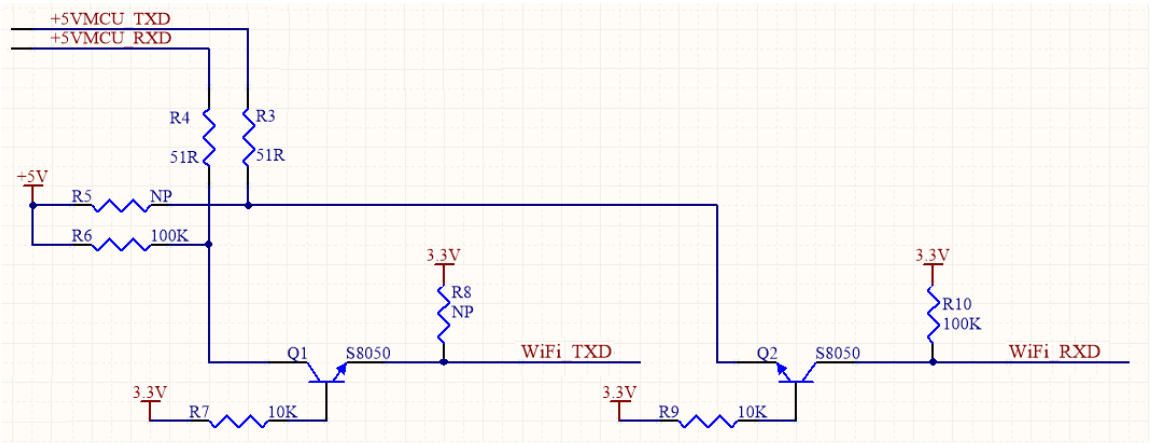 +5VMCU_TXD
+5VMCU_RXD
R4
R3
51R
51R
+5V
R5
NP
R6
100K
3.3V
3.3V
R8
NP
R10
100K
Q1
S8050
WiFi_TXD
Q2
S8050
WiFi_RXD
3.3V
3.3V
R7
10K
R9
10K